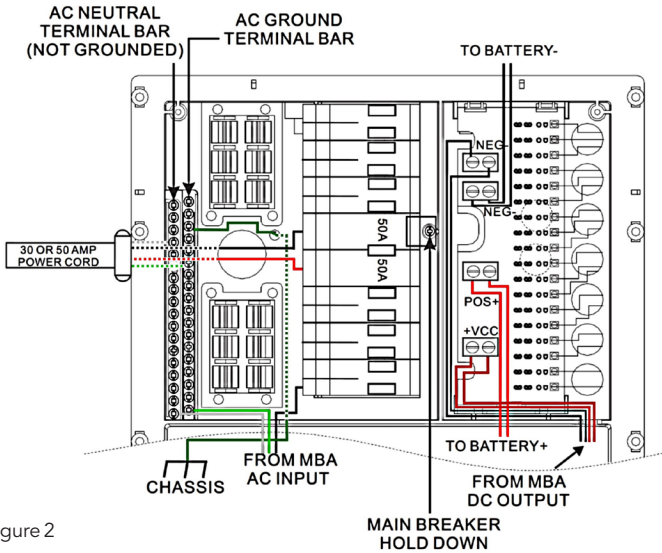 AC NEUTRAL
TERMINAL BAR
(NOT GROUNDED)
AC GROUND
TERMINAL BAR
TO BATTERY-
NEG-
NEG-
50A
50A
30 OR 50 AMP
POWER CORD
POS+
+VCC
TO BATTERY+
FROM MBA
AC INPUT
CHASSIS
FROM MBA
DC OUTPUT
MAIN BREAKER
HOLD DOWN
gure 2